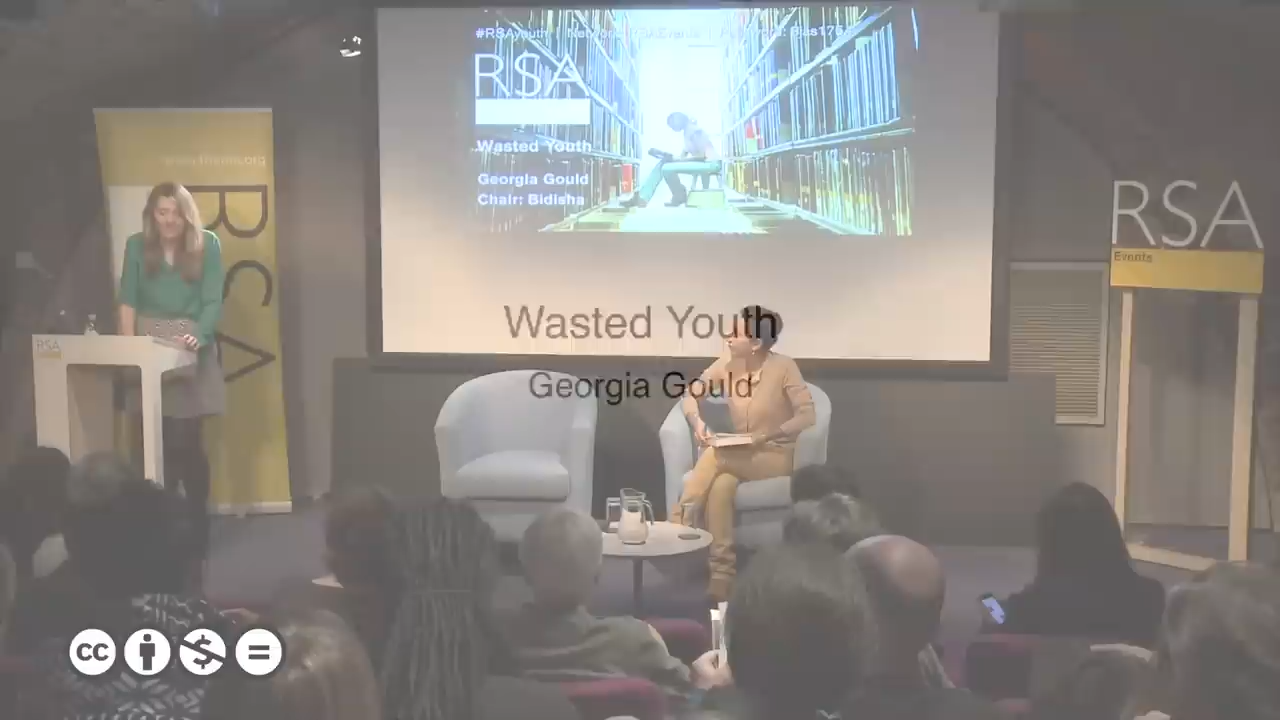 #RSAyouth
RSA
Wasted Youth
Georgia Gould
Chair: Bidisha
www.thersa.org
RSA
RSA
RSA
Events
Wasted Youth
Georgia Gould
cc